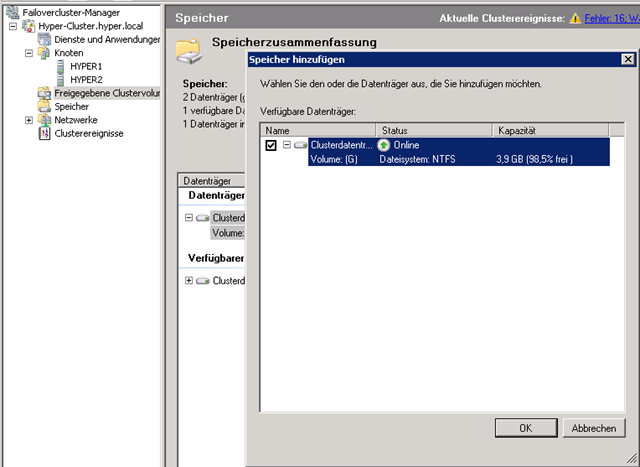 Failovercluster-Manager
Hyper-Cluster.hyper.local
Dienste und Anwendungen
Knoten
HYPER1
HYPER2
Freigegebene Clustervolu
Speicher
Netzwerke
Clusterereignisse
Speicher
Aktuelle Clusterereignisse: Fehler: 16, Wa
Speicherzusammenfassung
Speicher:
2 Datenträger (g
1 verfügbare Da
1 Datenträger in
Datenträger
Datenträger
Clusterd
Volume:
Verfügbarer
Clusterd
Speicher hinzufügen
Wählen Sie den oder die Datenträger aus, die Sie hinzufügen möchten.
Verfügbare Datenträger:
Name Status Kapazität
Clusterdatentr... Online
Volume: (G) Dateisystem: NTFS 3,9 GB (98,5% frei )
OK Abbrechen